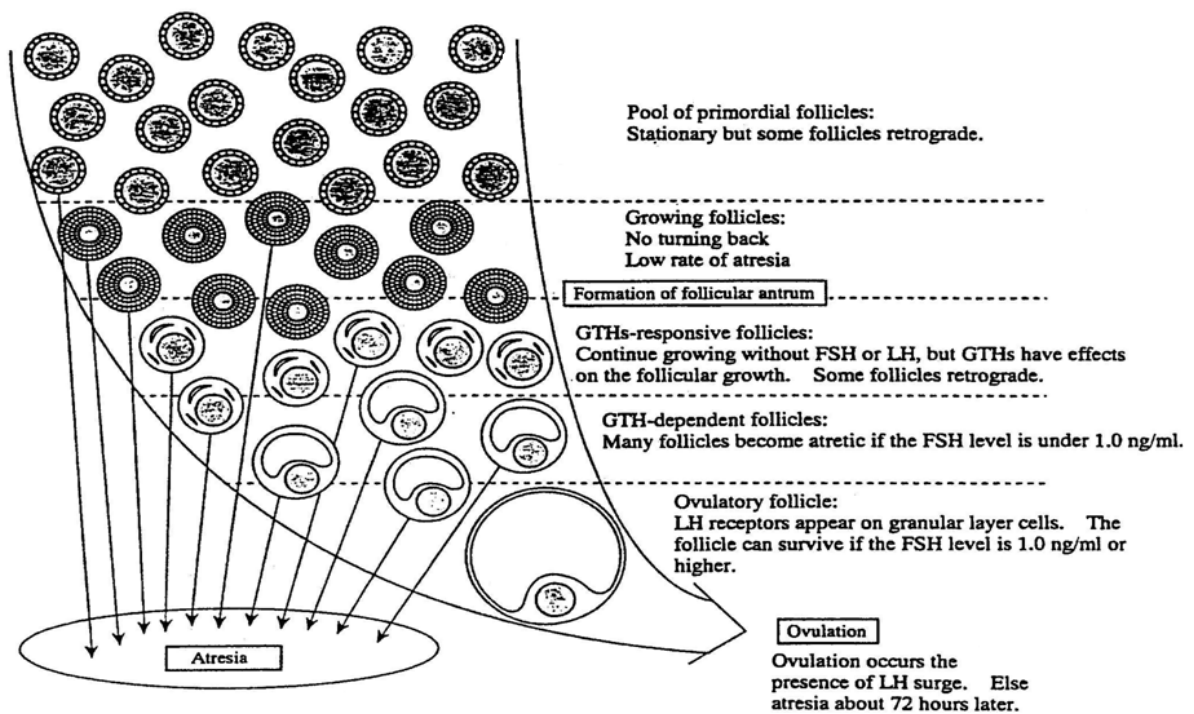 Pool of primordial follicles:
Stationary but some follicles retrograde.
Growing follicles:
No turning back
Low rate of atresia
Formation of follicular antrum
GTHs-responsive follicles:
Continue growing without FSH or LH, but GTHs have effects
on the follicular growth. Some follicles retrograde.
GTH-dependent follicles:
Many follicles become atretic if the FSH level is under 1.0 ng/ml.
Ovulatory follicle:
LH receptors appear on granular layer cells. The
follicle can survive if the FSH level is 1.0 ng/ml or
higher.
Atresia
Ovulation
Ovulation occurs the
presence of LH surge. Else
atresia about 72 hours later.